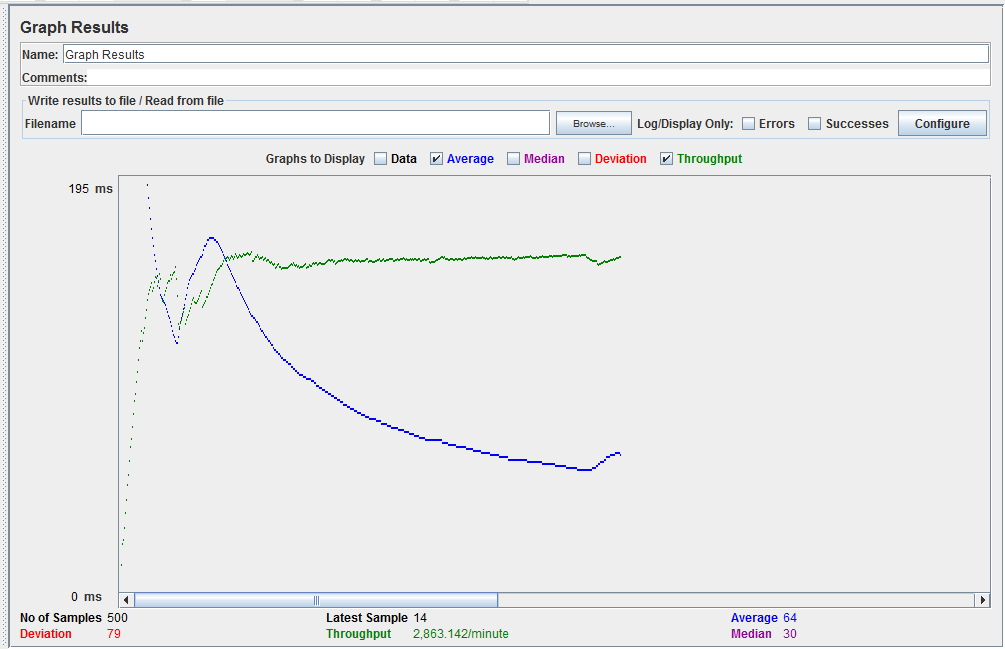 Graph Results
Name: Graph Results
Comments:
Write results to file / Read from file
Filename Browse... Log/Display Only: Errors Successes Configure
Graphs to Display Data Average Median Deviation Throughput
195 ms
0 ms
No of Samples 500 Latest Sample 14 Average 64
Deviation 79 Throughput 2,863.142/minute Median 30